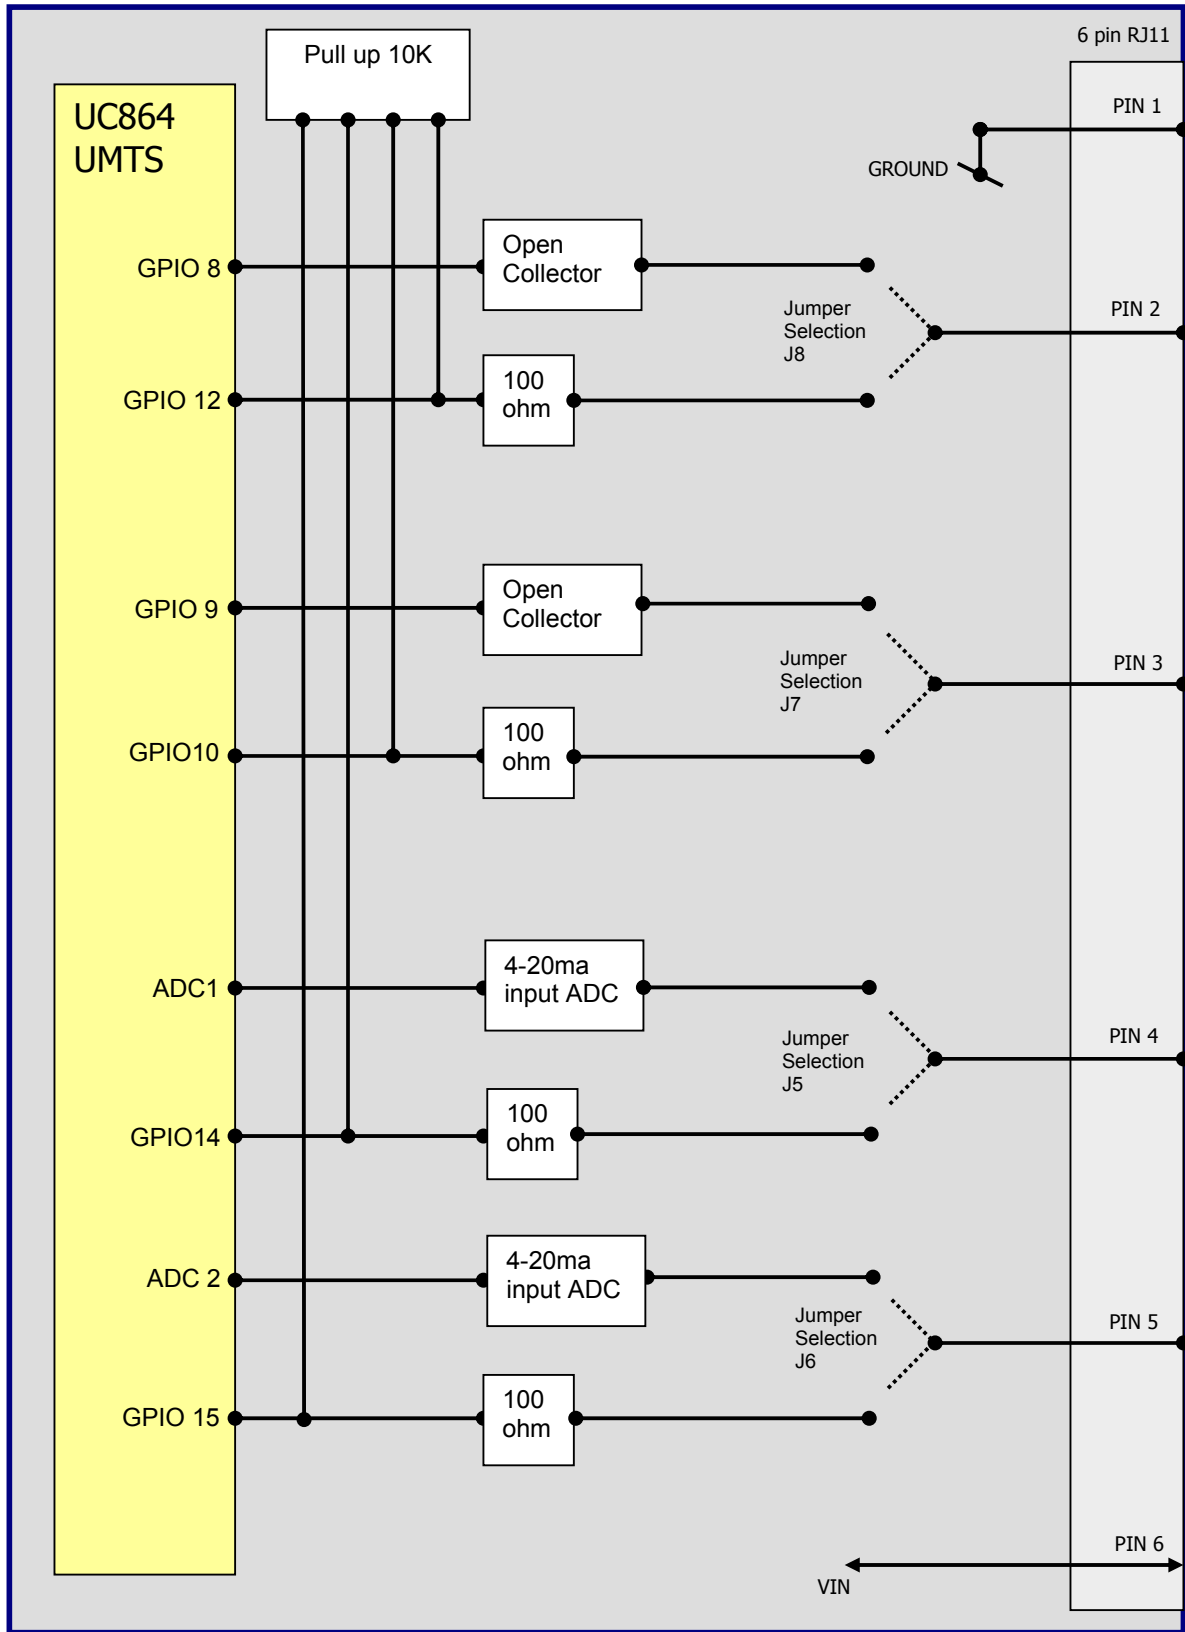 6 pin RJ11
Pull up 10K
UC864
UMTS
PIN 1
GROUND
GPIO 8
Open
Collector
Jumper
Selection
J8
PIN 2
GPIO 12
100
ohm
GPIO 9
Open
Collector
Jumper
Selection
J7
PIN 3
GPIO10
100
ohm
ADC1
4-20ma
input ADC
Jumper
Selection
J5
PIN 4
GPIO14
100
ohm
ADC 2
4-20ma
input ADC
Jumper
Selection
J6
PIN 5
GPIO 15
100
ohm
PIN 6
VIN